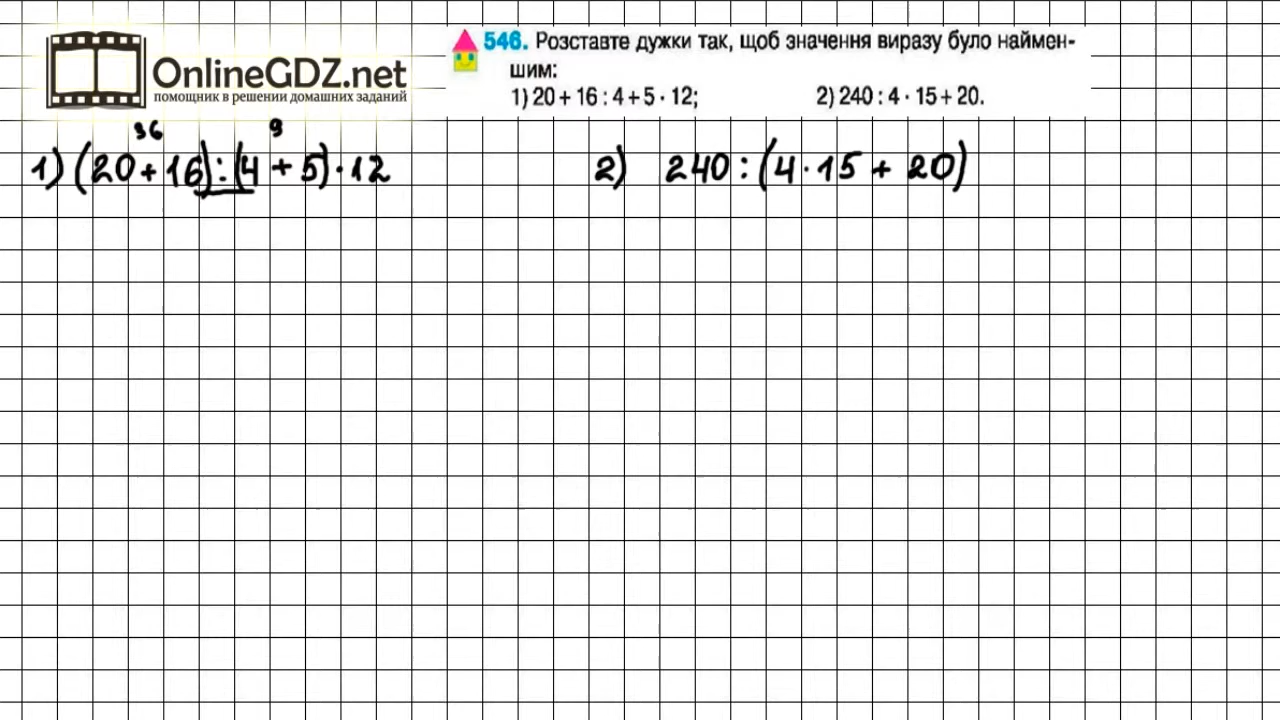 OnlineGDZ.net
помощник в решении домашних заданий
546. Розставте дужки так, щоб значення виразу було наймен-
шим:
1) 20 + 16 : 4 + 5 · 12;
2) 240 : 4 · 15 + 20.
36 9
1) (20 + 16) : (4 + 5) · 12
2) 240 : (4 · 15 + 20)